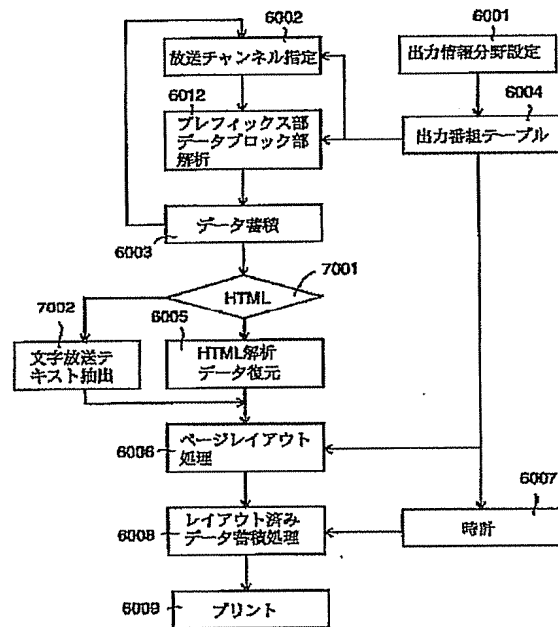 6002
放送チャンネル指定
6001
出力情報分野設定
6012
プレフィックス部
データブロック部
解析
6004
出力番組テーブル
データ蓄積
6003
7001
HTML
7002
文字放送テ
キスト抽出
6005
HTML解析
データ復元
ページレイアウト
処理
6006
6007
時計
レイアウト済み
データ蓄積処理
6008
プリント
6009